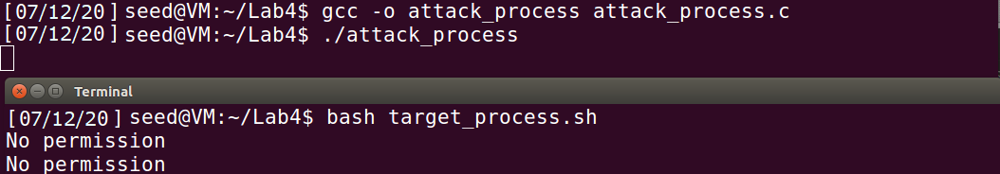 [07/12/20]seed@VM:~/Lab4$ gcc -o attack_process attack_process.c
[07/12/20]seed@VM:~/Lab4$ ./attack_process
Terminal
[07/12/20]seed@VM:~/Lab4$ bash target_process.sh
No permission
No permission